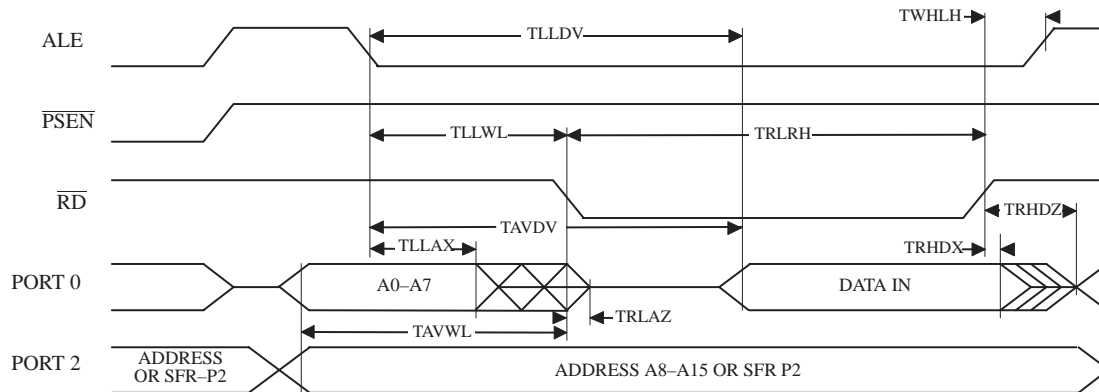 TWHLH
ALE
TLLDV
PSEN
TLLWL
TRLRH
RD
TRHDZ
TAVDV
TLLAX
TRHDX
PORT 0
A0–A7
DATA IN
TRLAZ
TAVWL
PORT 2
ADDRESS
OR SFR–P2
ADDRESS A8–A15 OR SFR P2